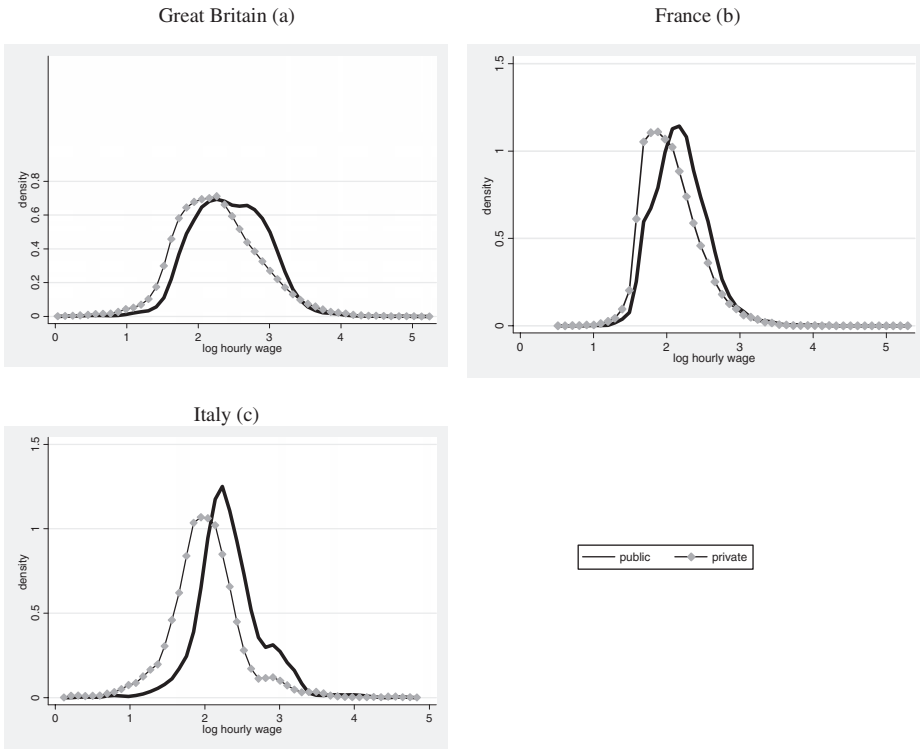 Great Britain (a)
density
0 0.2 0.4 0.6 0.8
0 1 2 3 4 5
log hourly wage
France (b)
density
0 0.5 1 1.5
0 1 2 3 4 5
log hourly wage
Italy (c)
density
0 0.5 1 1.5
0 1 2 3 4 5
log hourly wage
public private